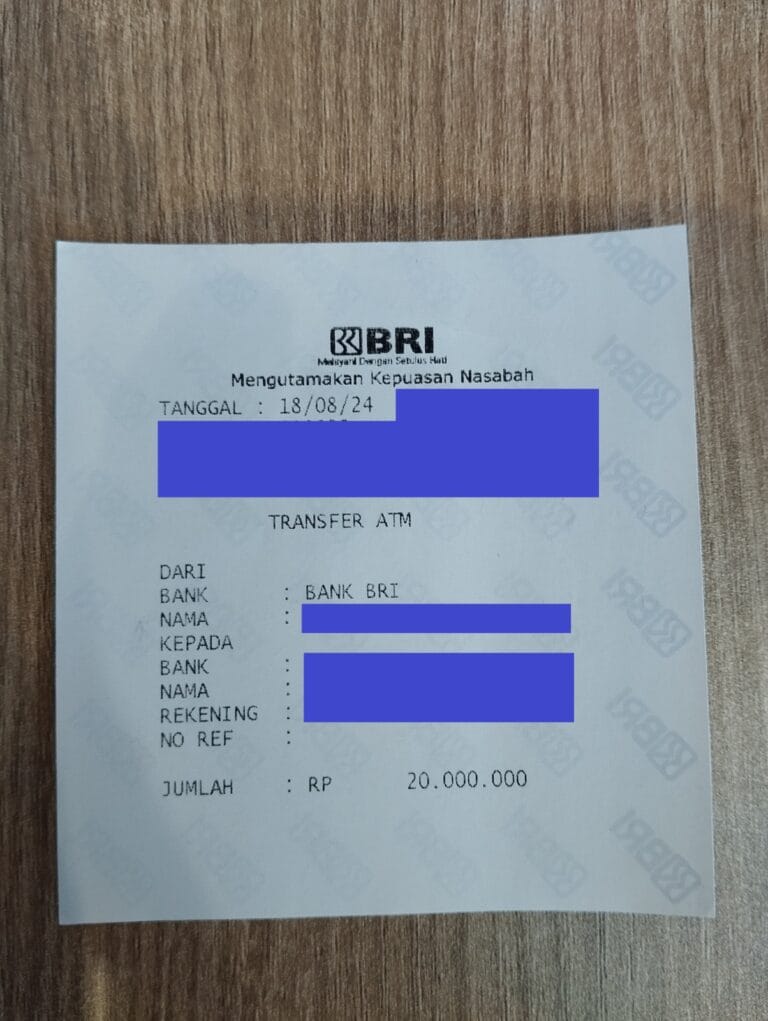 BRI
Melayani Dengan Setulus Hati
Mengutamakan Kepuasan Nasabah
TANGGAL : 18/08/24
TRANSFER ATM
DARI
BANK : BANK BRI
NAMA :
KEPADA
BANK :
NAMA :
REKENING :
NO REF :
JUMLAH : RP 20.000.000